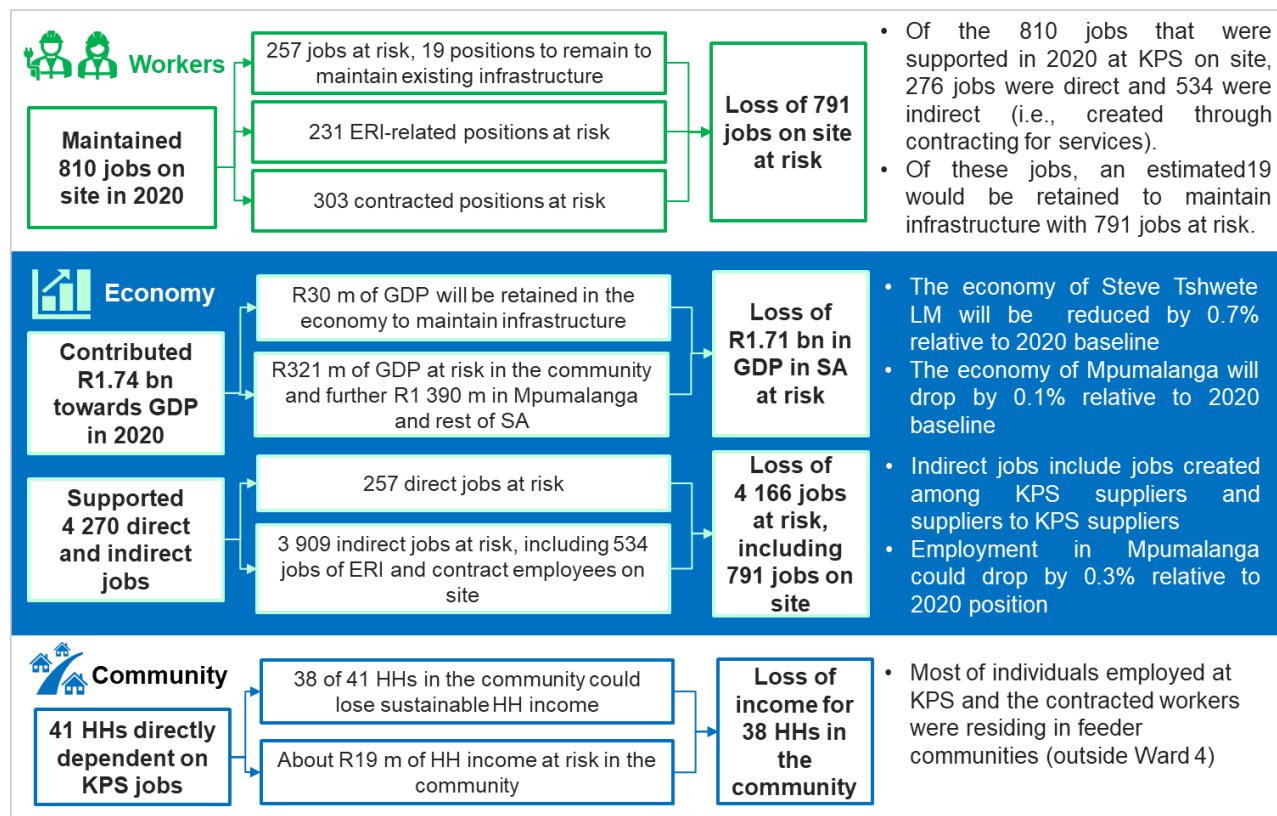 Workers
Maintained
810 jobs on
site in 2020
257 jobs at risk, 19 positions to remain to
maintain existing infrastructure
231 ERI-related positions at risk
303 contracted positions at risk
Loss of 791
jobs on site
at risk
• Of the 810 jobs that were
supported in 2020 at KPS on site,
276 jobs were direct and 534 were
indirect (i.e., created through
contracting for services).
• Of these jobs, an estimated19
would be retained to maintain
infrastructure with 791 jobs at risk.
Economy
Contributed
R1.74 bn
towards GDP
in 2020
R30 m of GDP will be retained in the
economy to maintain infrastructure
R321 m of GDP at risk in the community
and further R1 390 m in Mpumalanga
and rest of SA
Loss of
R1.71 bn in
GDP in SA
at risk
• The economy of Steve Tshwete
LM will be reduced by 0.7%
relative to 2020 baseline
• The economy of Mpumalanga will
drop by 0.1% relative to 2020
baseline
Supported
4 270 direct
and indirect
jobs
257 direct jobs at risk
3 909 indirect jobs at risk, including 534
jobs of ERI and contract employees on
site
Loss of
4 166 jobs
at risk,
including
791 jobs on
site
• Indirect jobs include jobs created
among KPS suppliers and
suppliers to KPS suppliers
• Employment in Mpumalanga
could drop by 0.3% relative to
2020 position
Community
41 HHs directly
dependent on
KPS jobs
38 of 41 HHs in the community could
lose sustainable HH income
About R19 m of HH income at risk in the
community
Loss of
income for
38 HHs in
the
community
• Most of individuals employed at
KPS and the contracted workers
were residing in feeder
communities (outside Ward 4)